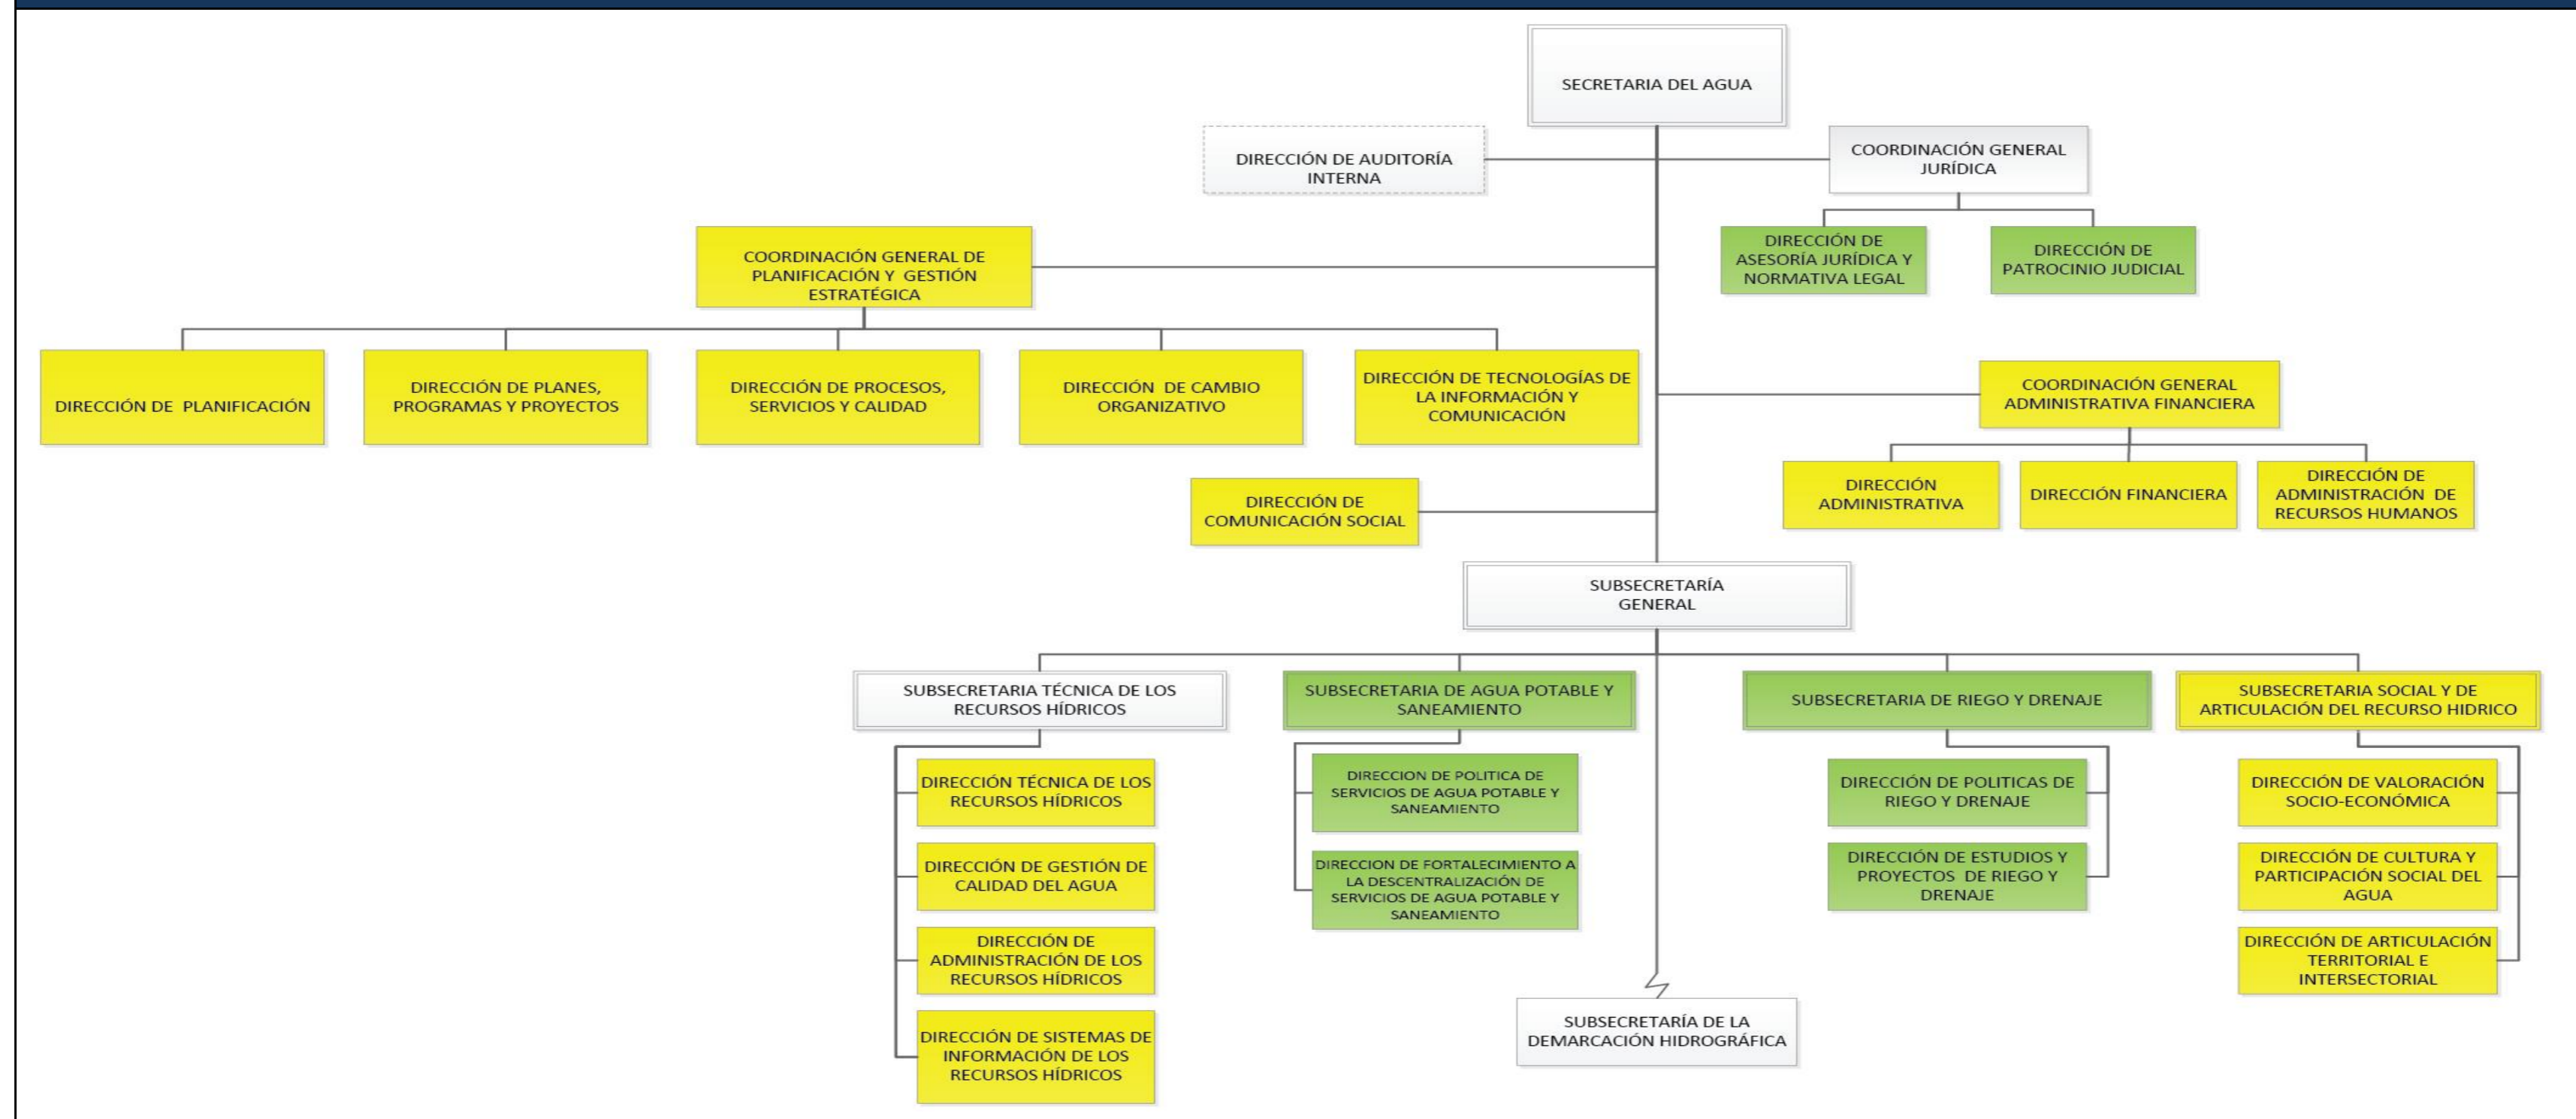 SECRETARIA DEL AGUA
DIRECCIÓN DE AUDITORÍA
INTERNA
COORDINACIÓN GENERAL
JURÍDICA
DIRECCIÓN DE
ASESORÍA JURÍDICA Y
NORMATIVA LEGAL
DIRECCIÓN DE
PATROCINIO JUDICIAL
COORDINACIÓN GENERAL DE
PLANIFICACIÓN Y GESTIÓN
ESTRATÉGICA
DIRECCIÓN DE PLANIFICACIÓN
DIRECCIÓN DE PLANES,
PROGRAMAS Y PROYECTOS
DIRECCIÓN DE PROCESOS,
SERVICIOS Y CALIDAD
DIRECCIÓN DE CAMBIO
ORGANIZATIVO
DIRECCIÓN DE TECNOLOGÍAS DE
LA INFORMACIÓN Y
COMUNICACIÓN
COORDINACIÓN GENERAL
ADMINISTRATIVA FINANCIERA
DIRECCIÓN
ADMINISTRATIVA
DIRECCIÓN FINANCIERA
DIRECCIÓN DE
ADMINISTRACIÓN DE
RECURSOS HUMANOS
DIRECCIÓN DE
COMUNICACIÓN SOCIAL
SUBSECRETARÍA
GENERAL
SUBSECRETARIA TÉCNICA DE LOS
RECURSOS HÍDRICOS
SUBSECRETARIA DE AGUA POTABLE Y
SANEAMIENTO
SUBSECRETARIA DE RIEGO Y DRENAJE
SUBSECRETARIA SOCIAL Y DE
ARTICULACIÓN DEL RECURSO HIDRICO
DIRECCIÓN TÉCNICA DE LOS
RECURSOS HÍDRICOS
DIRECCIÓN DE GESTIÓN DE
CALIDAD DEL AGUA
DIRECCIÓN DE
ADMINISTRACIÓN DE LOS
RECURSOS HÍDRICOS
DIRECCIÓN DE SISTEMAS DE
INFORMACIÓN DE LOS
RECURSOS HÍDRICOS
DIRECCION DE POLITICA DE
SERVICIOS DE AGUA POTABLE Y
SANEAMIENTO
DIRECCION DE FORTALECIMIENTO A
LA DESCENTRALIZACIÓN DE
SERVICIOS DE AGUA POTABLE Y
SANEAMIENTO
DIRECCIÓN DE POLITICAS DE
RIEGO Y DRENAJE
DIRECCIÓN DE ESTUDIOS Y
PROYECTOS DE RIEGO Y
DRENAJE
DIRECCIÓN DE VALORACIÓN
SOCIO-ECONÓMICA
DIRECCIÓN DE CULTURA Y
PARTICIPACIÓN SOCIAL DEL
AGUA
DIRECCIÓN DE ARTICULACIÓN
TERRITORIAL E
INTERSECTORIAL
SUBSECRETARÍA DE LA
DEMARCACIÓN HIDROGRÁFICA